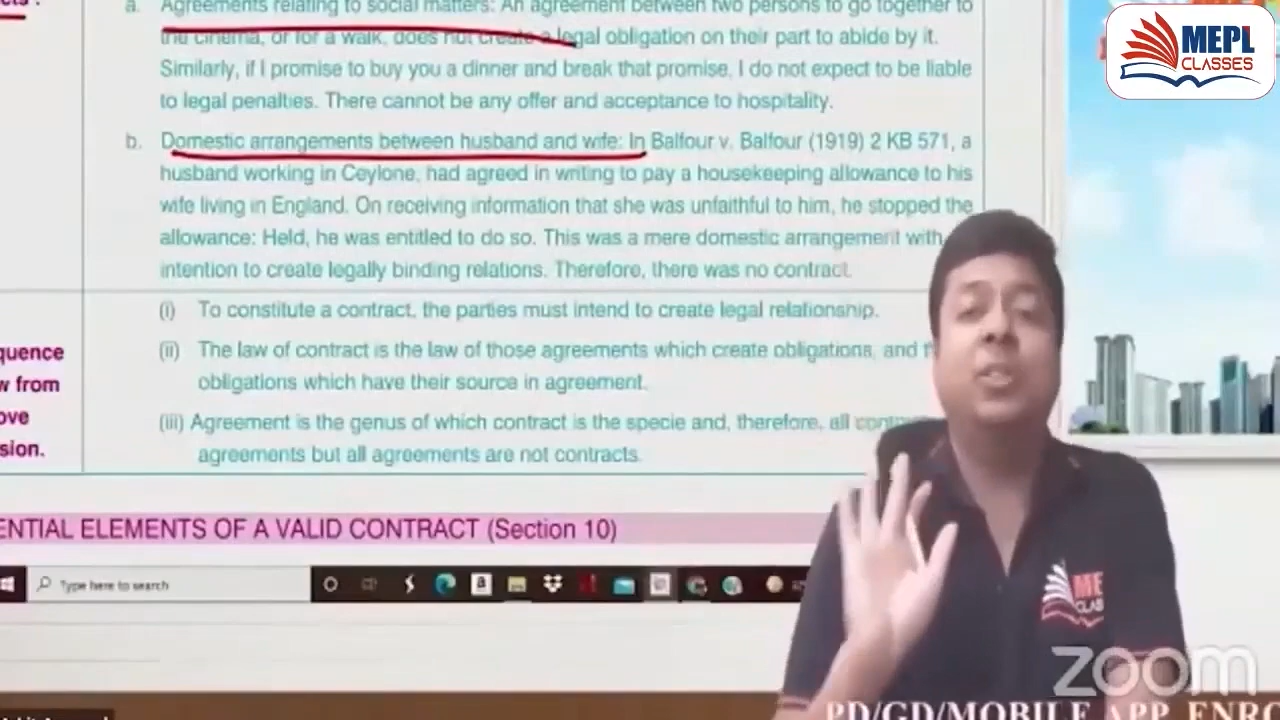 a. Agreements relating to social matters: An agreement between two persons to go together to
the cinema, or for a walk, does not create a legal obligation on their part to abide by it.
Similarly, if I promise to buy you and I break that promise, I do not expect to be liable
to legal penalties. There cannot be any offer and acceptance to hospitality.
b. Domestic arrangements between husband and wife: In Balfour v. Balfour (1919) 2 KB 571, a
husband working in Ceylone, had agreed in writing to pay a housekeeping allowance to his
wife living in England. On receiving information that she was unfaithful to him, he stopped the
allowance: Held, he was entitled to do so. This was a mere domestic arrangement with
intention to create legally binding relations. Therefore, there was no contract.
(i) To constitute a contract, the parties must intend to create legal relationship.
(ii) The law of contract is the law of those agreements which create obligations, and
obligations which have their source in agreement.
(iii) Agreement is the genus of which contract is the specie and, therefore, all
agreements but all agreements are not contracts.
quence
w from
ove
sion.
ENTIAL ELEMENTS OF A VALID CONTRACT (Section 10)
Type here to search
MEPL
CLASSES
ME
CLAS
zoom
PD/GD/MOBILE APP ENRO